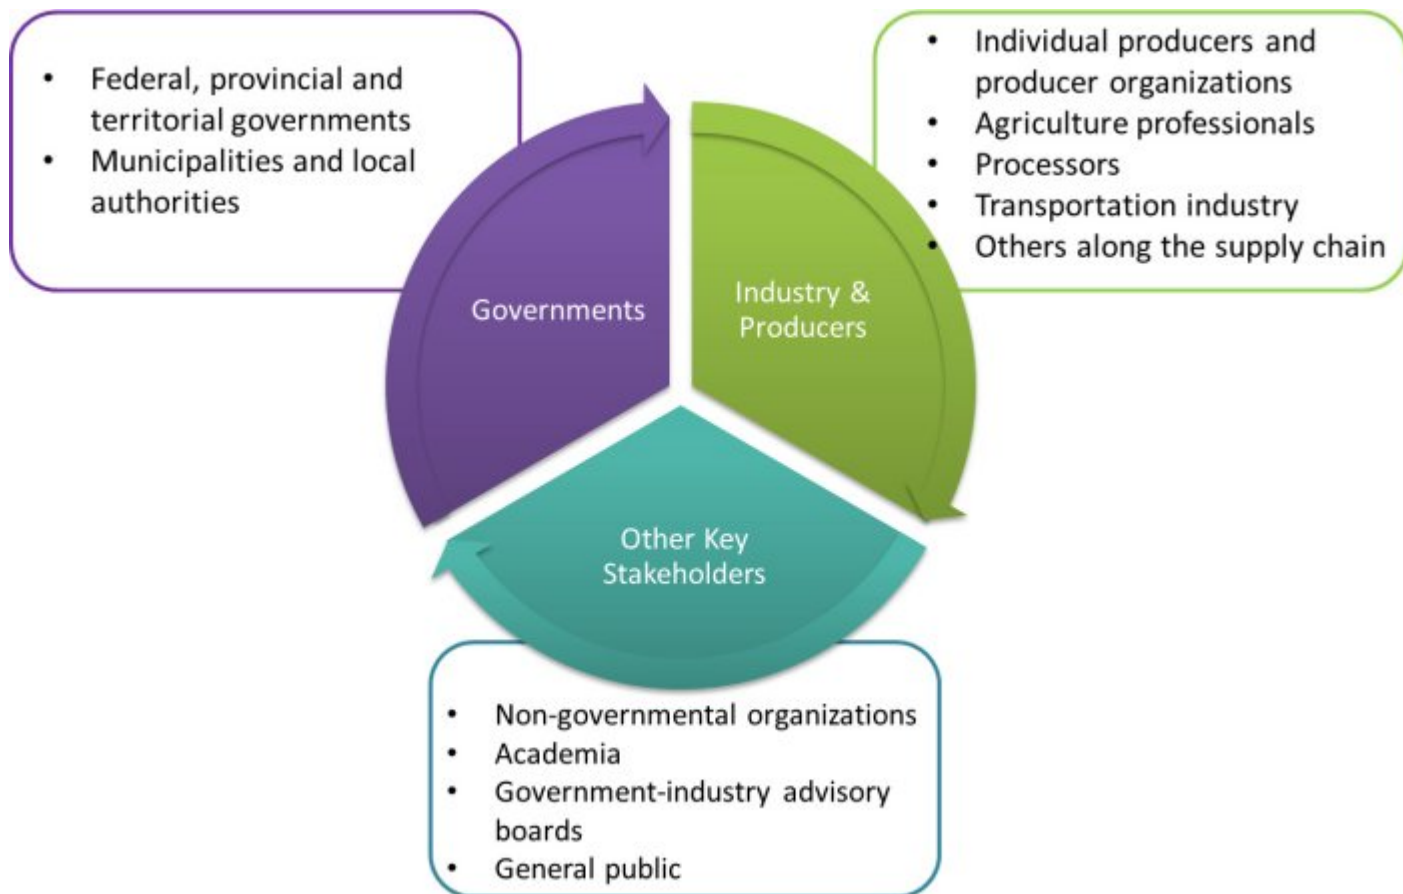 • Federal, provincial and
territorial governments
• Municipalities and local
authorities
• Individual producers and
producer organizations
• Agriculture professionals
• Processors
• Transportation industry
• Others along the supply chain
Governments
Industry &
Producers
Other Key
Stakeholders
• Non-governmental organizations
• Academia
• Government-industry advisory
boards
• General public